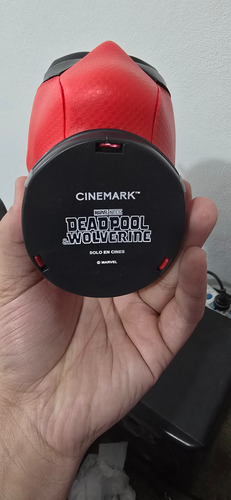 CINEMARK™
MARVEL STUDIOS
DEADPOOL
& WOLVERINE
SOLO EN CINES
© MARVEL